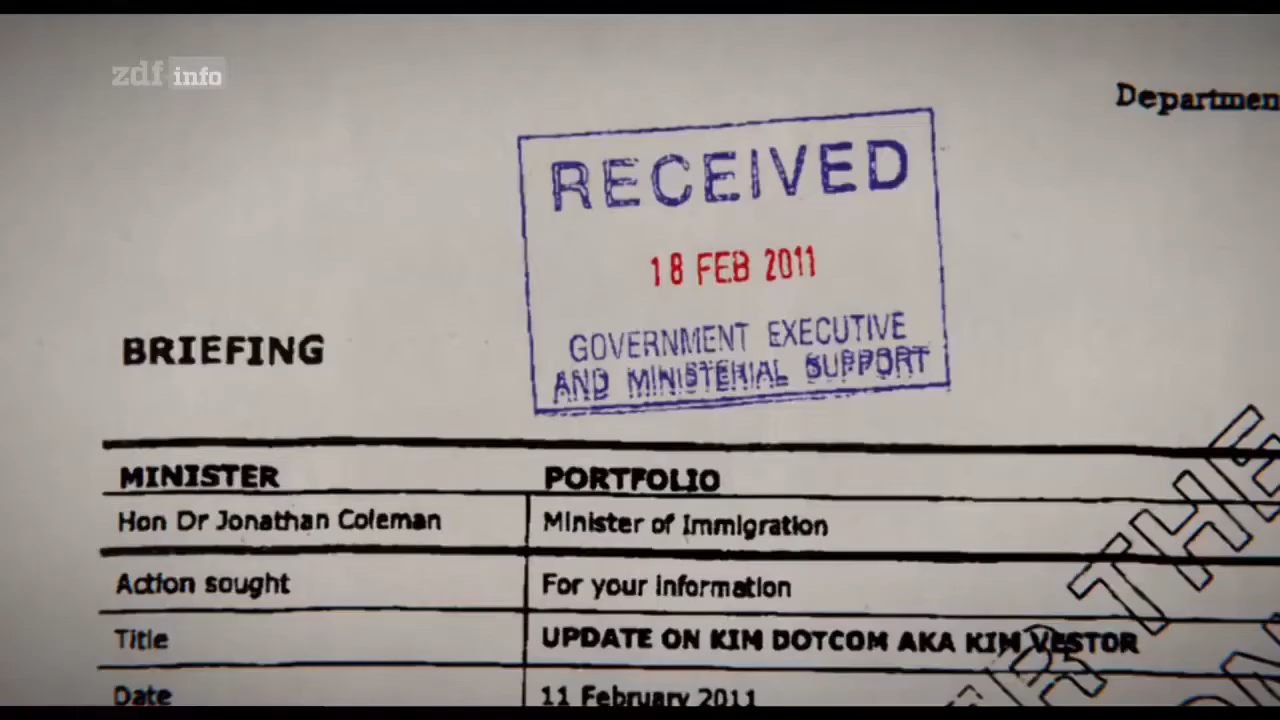 zdf info
Departmen
RECEIVED
18 FEB 2011
GOVERNMENT EXECUTIVE
AND MINISTERIAL SUPPORT
BRIEFING
MINISTER PORTFOLIO
Hon Dr Jonathan Coleman Minister of Immigration
Action sought For your information
Title UPDATE ON KIM DOTCOM AKA KIM VESTOR
Date 11 February 2011
THE